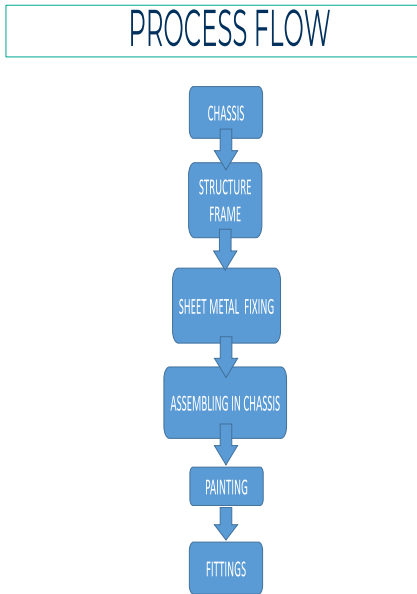 PROCESS FLOW
CHASSIS
STRUCTURE
FRAME
SHEET METAL FIXING
ASSEMBLING IN CHASSIS
PAINTING
FITTINGS